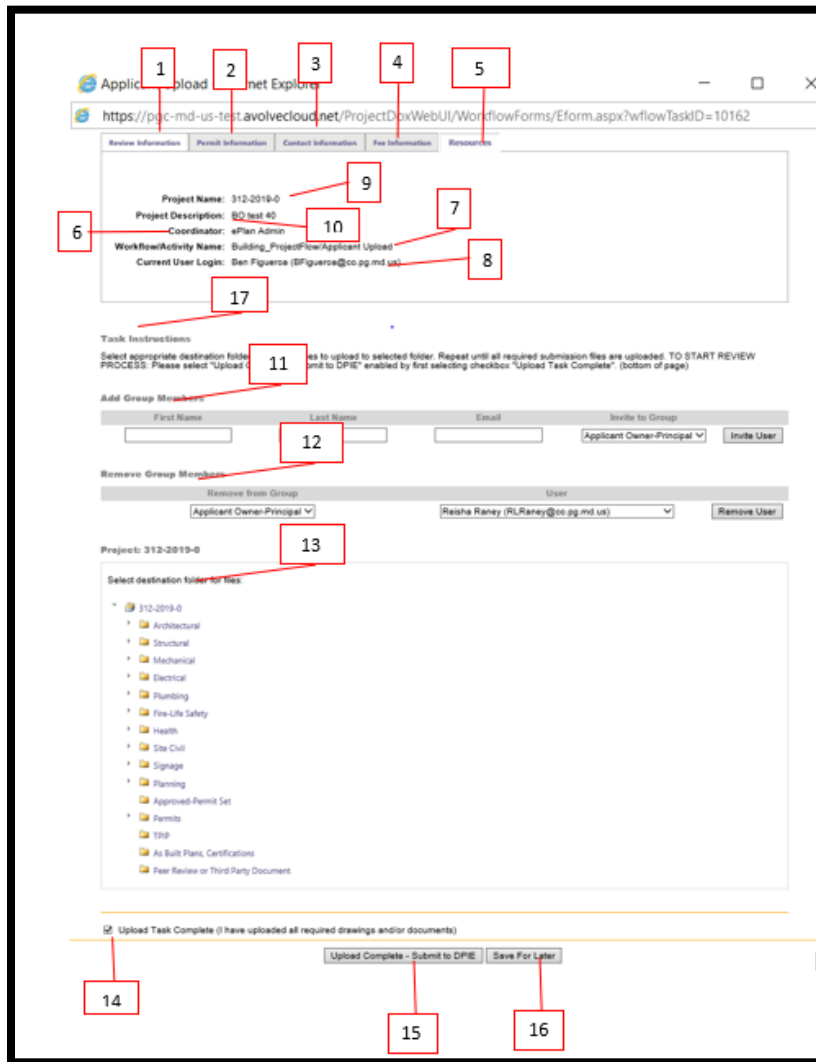 1 2 3 4 5
Applic pload net Explorer
https://pgc-md-us-test.avolvecloud.net/ProjectDoxWebUI/WorkflowForms/Eform.aspx?wflowTaskID=10162
Review Information Permit Information Contact Information Fee Information Resources
9
Project Name: 312-2019-0
Project Description: BO test 40
10
6
Coordinator: ePlan Admin
7
Workflow/Activity Name: Building_ProjectFlow/Applicant Upload
Current User Login: Ben Figueroa (BFigueroa@co.pg.md.us)
8
17
Task Instructions
Select appropriate destination folde es to upload to selected folder. Repeat until all required submission files are uploaded. TO START REVIEW
PROCESS: Please select "Upload C mit to DPIE" enabled by first selecting checkbox "Upload Task Complete". (bottom of page)
11
Add Group Members
First Name Last Name Email Invite to Group
Applicant Owner-Principal Invite User
12
Remove Group Members
Remove from Group User
Applicant Owner-Principal Reisha Raney (RLRaney@co.pg.md.us) Remove User
13
Project: 312-2019-0
Select destination folder for files:
312-2019-0
Architectural
Structural
Mechanical
Electrical
Plumbing
Fire-Life Safety
Health
Site Civil
Signage
Planning
Approved-Permit Set
Permits
TPIP
As Built Plans, Certifications
Peer Review or Third Party Document
Upload Task Complete (I have uploaded all required drawings and/or documents)
Upload Complete - Submit to DPIE Save For Later
14
15 16